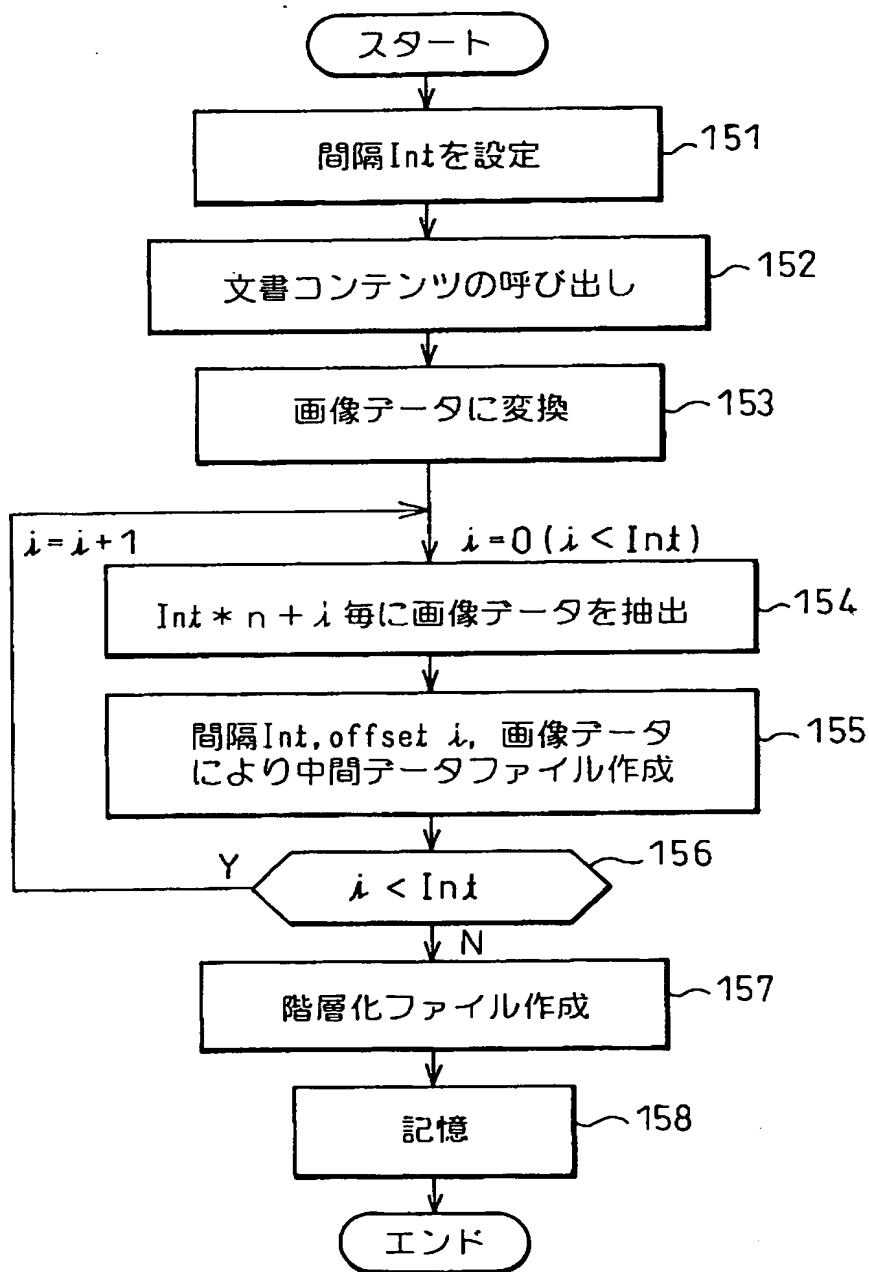 スタート
間隔Intを設定
151
文書コンテンツの呼び出し
152
画像データに変換
153
i=i+1
i=0(i<Int)
Int*n+i毎に画像データを抽出
154
間隔Int,offset i, 画像データ
により中間データファイル作成
155
Y
i<Int
156
N
階層化ファイル作成
157
記憶
158
エンド